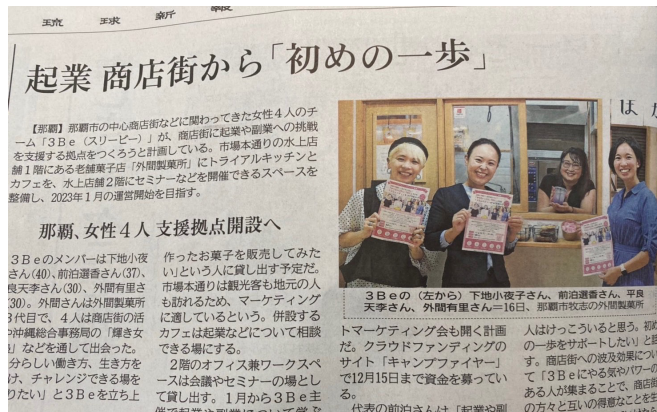 琉球新報
起業 商店街から「初めの一歩」
【那覇】那覇市の中心商店街などに関わってきた女性４人のチ
ーム「３Ｂｅ（スリービー）」が、商店街に起業や副業への挑戦
を支援する拠点をつくろうと計画している。市場本通りの水上店
舗１階にある老舗菓子店「外間製菓所」にトライアルキッチンと
カフェを、水上店舗２階にセミナーなどを開催できるスペースを
整備し、2023年１月の運営開始を目指す。
那覇、女性４人 支援拠点開設へ
３Ｂｅのメンバーは下地小夜
さん(40)、前泊選香さん(37)、
良天李さん(30)、外間有里さ
(30)。外間さんは外間製菓所
３代目で、４人は商店街の活
や沖縄総合事務局の「輝き女
」などを通して出会った。
分らしい働き方、生き方を
け、チャレンジできる場を
たい」と３Ｂｅを立ち上
作ったお菓子を販売してみた
い」という人に貸し出す予定だ。
市場本通りは観光客も地元の人
も訪れるため、マーケティング
に適しているという。併設する
カフェは起業などについて相談
できる場にする。
２階のオフィス兼ワークスペ
ースは会議やセミナーの場とし
て貸し出す。１月から３Ｂｅ主
催で起業や副業について学ぶ
３Ｂｅの（左から）下地小夜子さん、前泊選香さん、平良
天李さん、外間有里さん＝16日、那覇市牧志の外間製菓所
トマーケティング会も開く計画
だ。クラウドファンディングの
サイト「キャンプファイヤー」
で12月15日まで資金を募ってい
る。
代表の前泊さんは「起業や副
人はけっこういると思う。初め
の一歩をサポートしたい」と話
す。商店街への波及効果につい
て「３Ｂｅにやる気やパワーの
ある人が集まることで、商店街
の方々と互いの得意なことを生